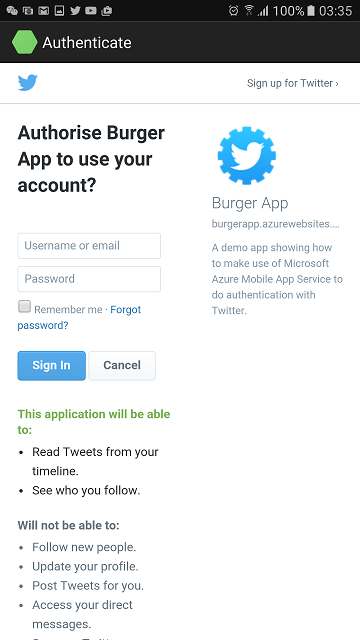 100% 03:35
Authenticate
Sign up for Twitter ›
Authorise Burger
App to use your
account?
Username or email
Password
Remember me · Forgot
password?
Sign In
Cancel
Burger App
burgerapp.azurewebsites....
A demo app showing how
to make use of Microsoft
Azure Mobile App Service to
do authentication with
Twitter.
This application will be able
to:
• Read Tweets from your
timeline.
• See who you follow.
Will not be able to:
• Follow new people.
• Update your profile.
• Post Tweets for you.
• Access your direct
messages.